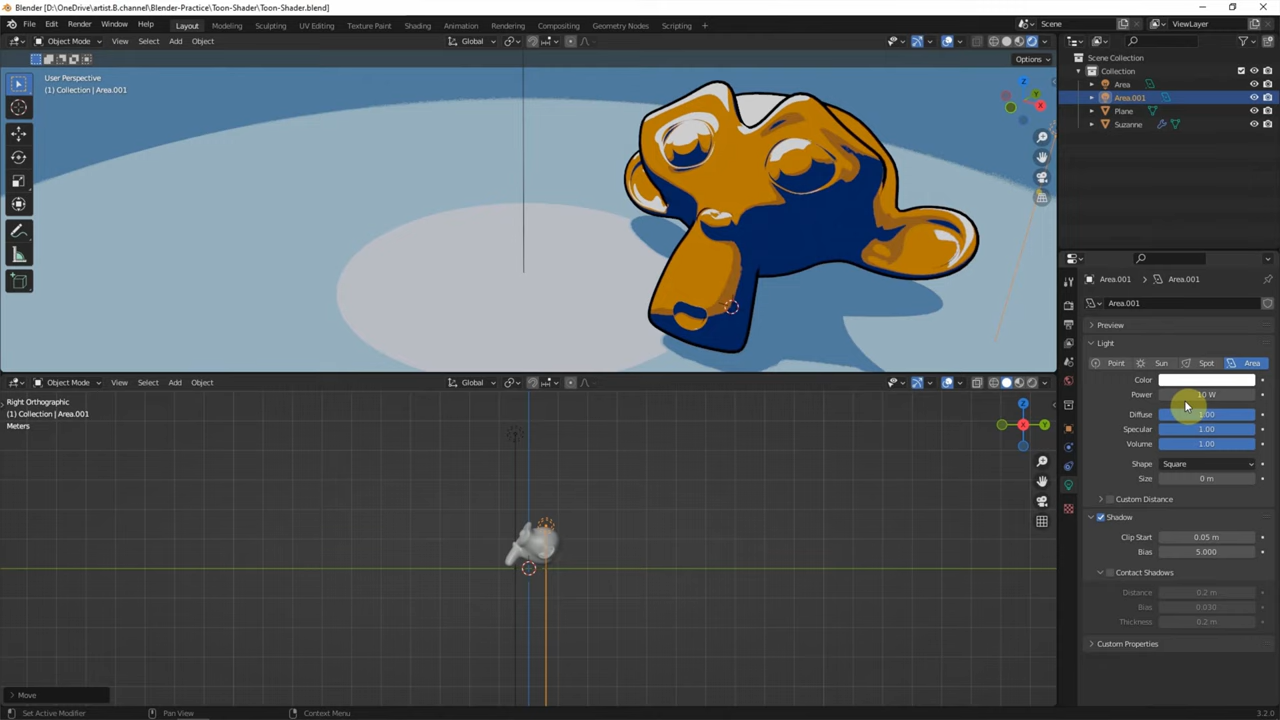 Blender [D:\OneDrive\artist.B.channel\Blender-Practice\Toon-Shader\Toon-Shader.blend]
File Edit Render Window Help Layout Modeling Sculpting UV Editing Texture Paint Shading Animation Rendering Compositing Geometry Nodes Scripting + Scene ViewLayer
Object Mode View Select Add Object Global
Options
User Perspective
(1) Collection | Area.001
Scene Collection
Collection
Area
Area.001
Plane
Suzanne
Area.001 > Area.001
Area.001
Preview
Light
Point Sun Spot Area
Color
Power 10 W
Diffuse 1.00
Specular 1.00
Volume 1.00
Shape Square
Size 0 m
Custom Distance
Shadow
Clip Start 0.05 m
Bias 5.000
Contact Shadows
Distance 0.2 m
Bias 0.030
Thickness 0.2 m
Custom Properties
Object Mode View Select Add Object Global
Right Orthographic
(1) Collection | Area.001
Meters
Move
Set Active Modifier Pan View Context Menu 3.2.0